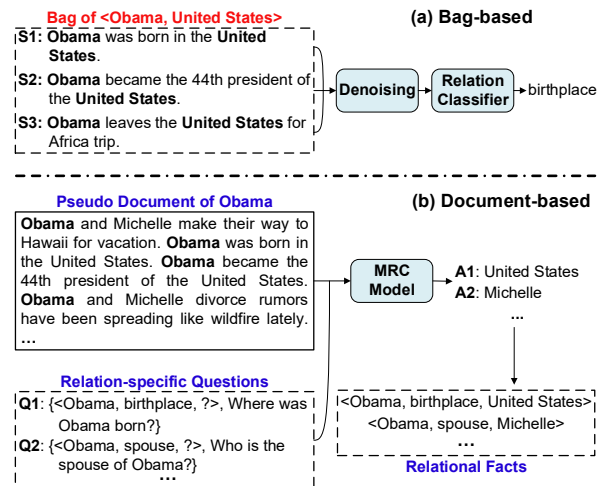 Bag of <Obama, United States>
(a) Bag-based
S1: Obama was born in the United
States.
S2: Obama became the 44th president of
the United States.
S3: Obama leaves the United States for
Africa trip.
Denoising
Relation
Classifier
birthplace
Pseudo Document of Obama
(b) Document-based
Obama and Michelle make their way to
Hawaii for vacation. Obama was born in
the United States. Obama became the
44th president of the United States.
Obama and Michelle divorce rumors
have been spreading like wildfire lately.
...
MRC
Model
A1: United States
A2: Michelle
...
Relation-specific Questions
Q1: {<Obama, birthplace, ?>, Where was
Obama born?}
Q2: {<Obama, spouse, ?>, Who is the
spouse of Obama?}
...
<Obama, birthplace, United States>
<Obama, spouse, Michelle>
...
Relational Facts